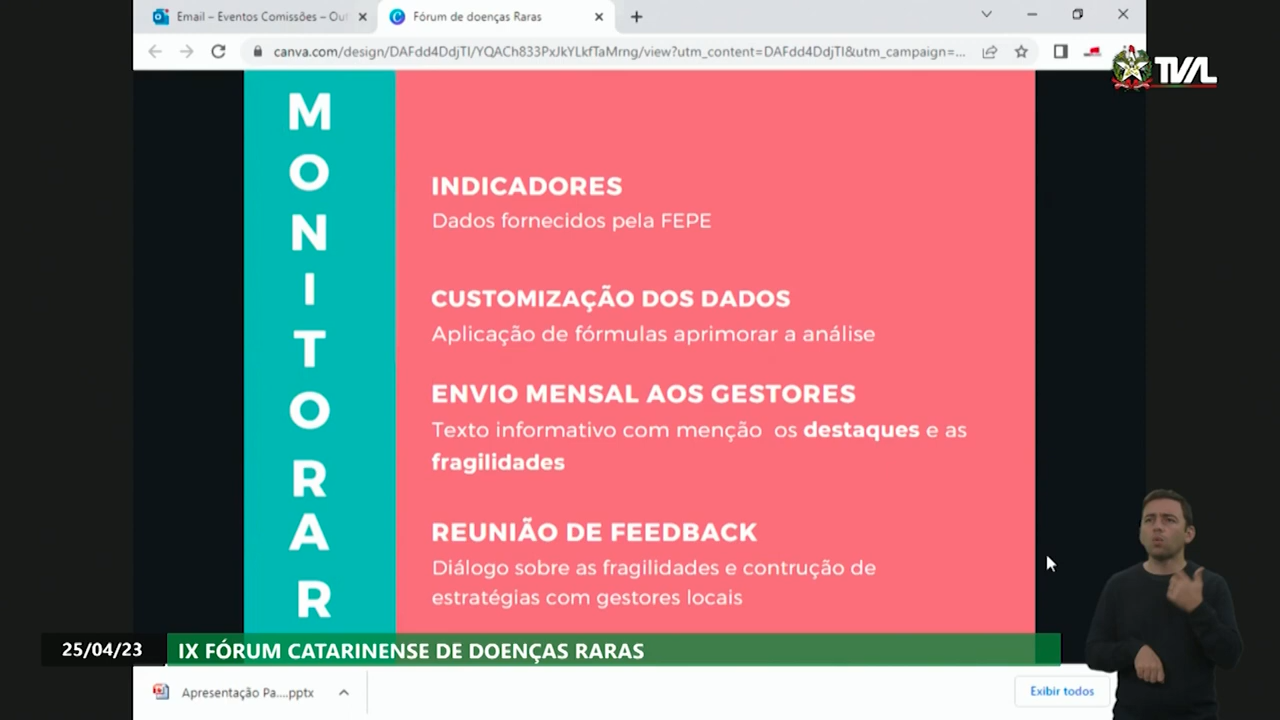 Email – Eventos Comissões – Out
Fórum de doenças Raras
canva.com/design/DAFdd4DdjTI/YQACh833PxJkYLkfTaMrng/view?utm_content=DAFdd4DdjTI&utm_campaign=...
TVAL
MONITORAR
INDICADORES
Dados fornecidos pela FEPE
CUSTOMIZAÇÃO DOS DADOS
Aplicação de fórmulas aprimorar a análise
ENVIO MENSAL AOS GESTORES
Texto informativo com menção os destaques e as
fragilidades
REUNIÃO DE FEEDBACK
Diálogo sobre as fragilidades e contrução de
estratégias com gestores locais
25/04/23
IX FÓRUM CATARINENSE DE DOENÇAS RARAS
Apresentação Pa....pptx
Exibir todos